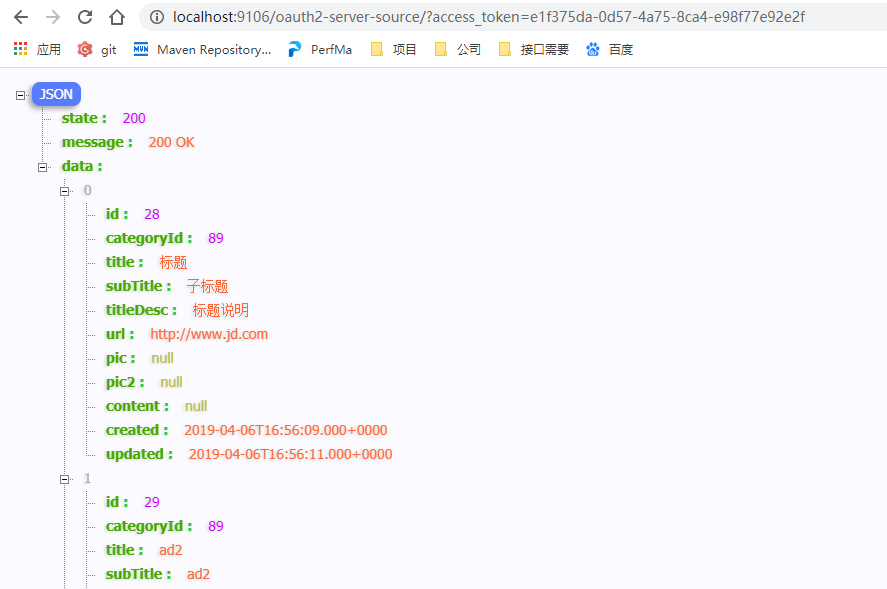 localhost:9106/oauth2-server-source/?access_token=e1f375da-0d57-4a75-8ca4-e98f77e92e2f
应用 git Maven Repository... PerfMa 项目 公司 接口需要 百度
JSON
state : 200
message : 200 OK
data :
0
id : 28
categoryId : 89
title : 标题
subTitle : 子标题
titleDesc : 标题说明
url : http://www.jd.com
pic : null
pic2 : null
content : null
created : 2019-04-06T16:56:09.000+0000
updated : 2019-04-06T16:56:11.000+0000
1
id : 29
categoryId : 89
title : ad2
subTitle : ad2